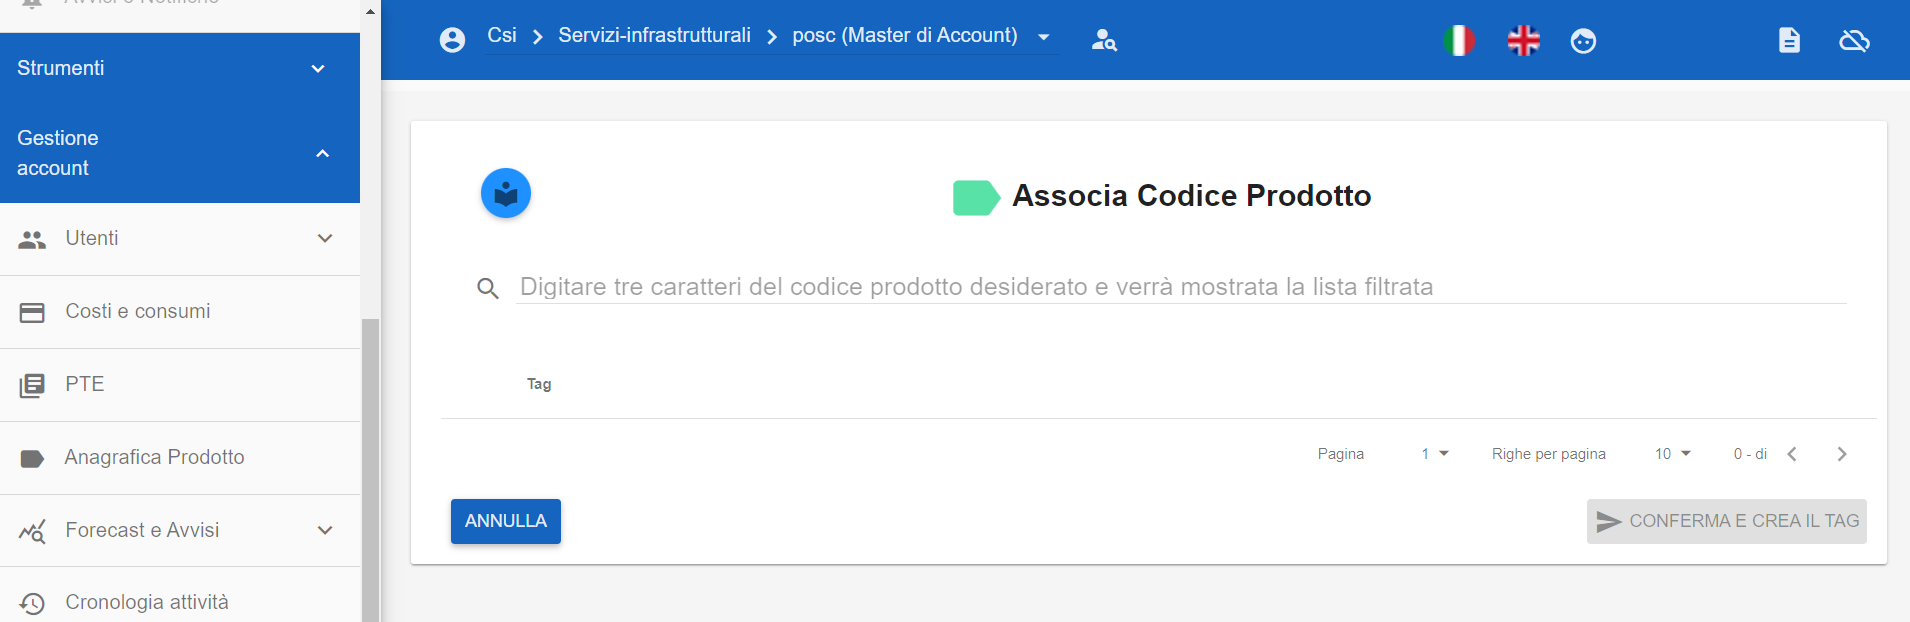 Avvisi e Notifiche
Strumenti
Gestione
account
Utenti
Costi e consumi
PTE
Anagrafica Prodotto
Forecast e Avvisi
Cronologia attività
Csi
Servizi-infrastrutturali
posc (Master di Account)
Associa Codice Prodotto
Digitare tre caratteri del codice prodotto desiderato e verrà mostrata la lista filtrata
Tag
Pagina 1 Righe per pagina 10 0 - di
ANNULLA
CONFERMA E CREA IL TAG